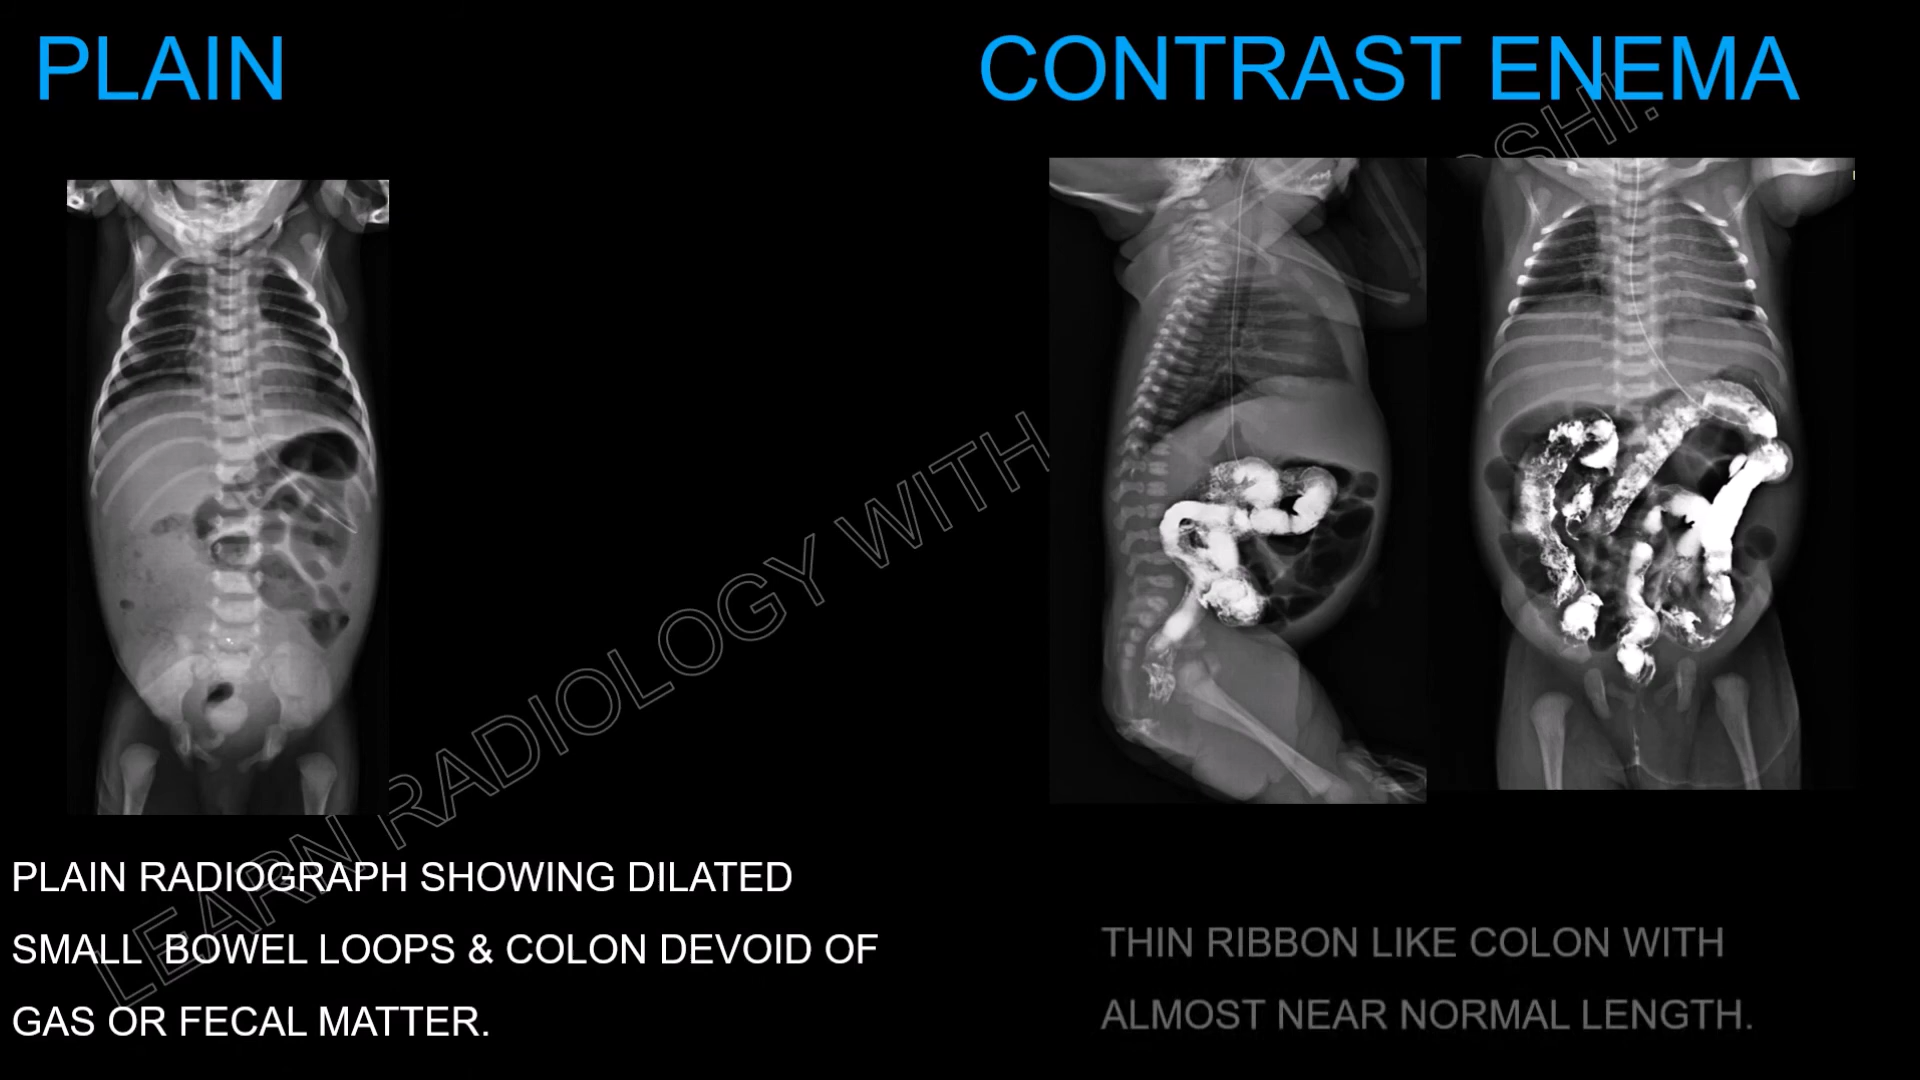 PLAIN
CONTRAST ENEMA
LEARN RADIOLOGY WITH
PLAIN RADIOGRAPH SHOWING DILATED
SMALL BOWEL LOOPS & COLON DEVOID OF
GAS OR FECAL MATTER.
THIN RIBBON LIKE COLON WITH
ALMOST NEAR NORMAL LENGTH.